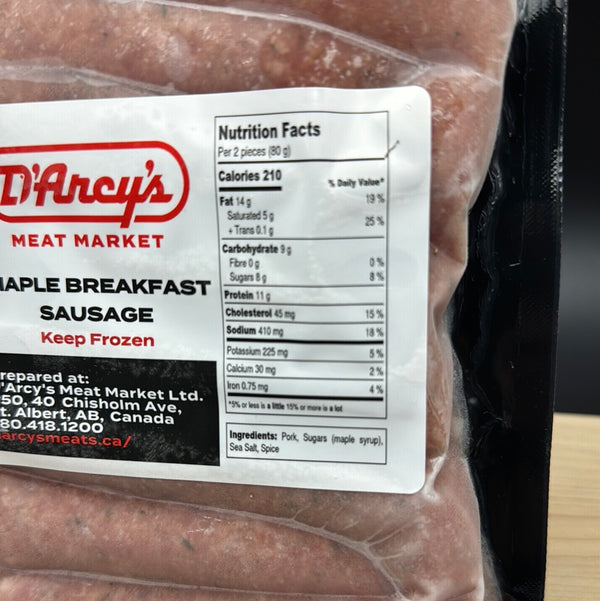 D'Arcy's
MEAT MARKET
MAPLE BREAKFAST
SAUSAGE
Keep Frozen
repared at:
'Arcy's Meat Market Ltd.
50, 40 Chisholm Ave,
t. Albert, AB, Canada
80.418.1200
arcysmeats.ca/
Nutrition Facts
Per 2 pieces (80 g)
Calories 210
% Daily Value*
Fat 14 g 19 %
Saturated 5 g
+ Trans 0.1 g 25 %
Carbohydrate 9 g
Fibre 0 g 0 %
Sugars 8 g 8 %
Protein 11 g
Cholesterol 45 mg 15 %
Sodium 410 mg 18 %
Potassium 225 mg 5 %
Calcium 30 mg 2 %
Iron 0.75 mg 4 %
*5% or less is a little 15% or more is a lot
Ingredients: Pork, Sugars (maple syrup),
Sea Salt, Spice